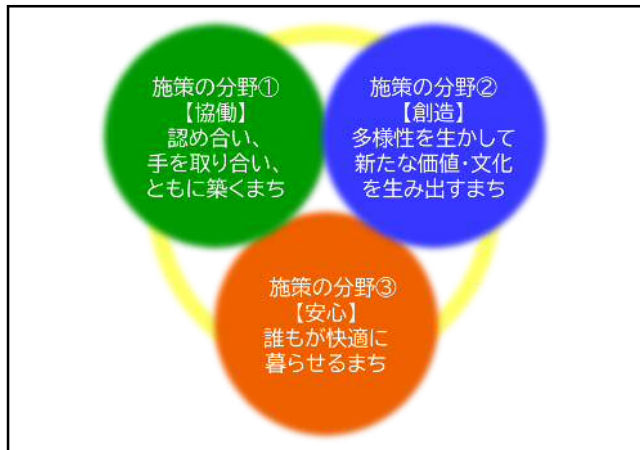 施策の分野①
【協働】
認め合い、
手を取り合い、
ともに築くまち
施策の分野②
【創造】
多様性を生かして
新たな価値・文化
を生み出すまち
施策の分野③
【安心】
誰もが快適に
暮らせるまち